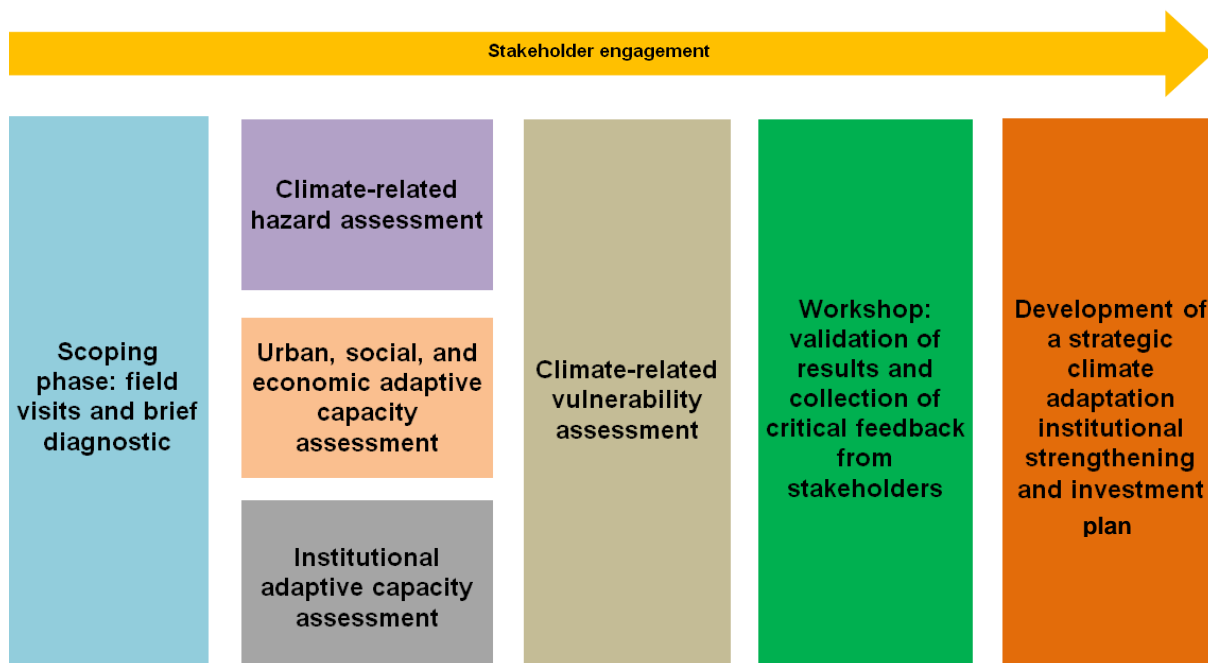 Stakeholder engagement
Scoping
phase: field
visits and brief
diagnostic
Climate-related
hazard assessment
Urban, social, and
economic adaptive
capacity
assessment
Institutional
adaptive capacity
assessment
Climate-related
vulnerability
assessment
Workshop:
validation of
results and
collection of
critical feedback
from
stakeholders
Development of
a strategic
climate
adaptation
institutional
strengthening
and investment
plan